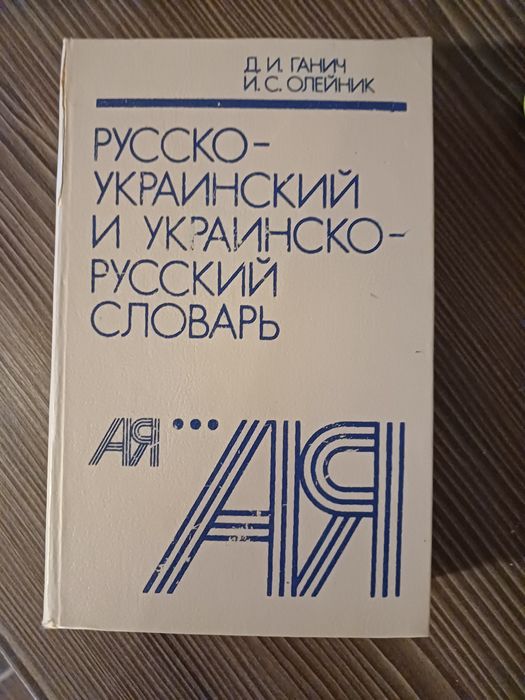 Д. И. ГАНИЧ
И. С. ОЛЕЙНИК
РУССКО-
УКРАИНСКИЙ
И УКРАИНСКО-
РУССКИЙ
СЛОВАРЬ
АЯ...АЯ